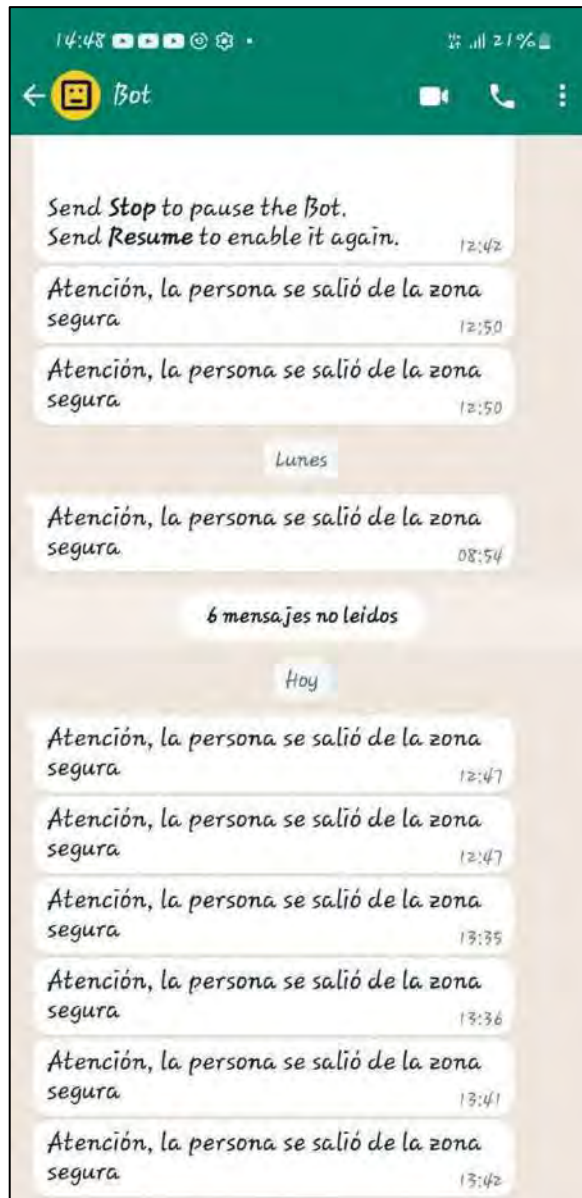 14:48 21%
Bot
Send Stop to pause the Bot.
Send Resume to enable it again.
12:42
Atención, la persona se salió de la zona
segura
12:50
Atención, la persona se salió de la zona
segura
12:50
Lunes
Atención, la persona se salió de la zona
segura
08:54
6 mensajes no leídos
Hoy
Atención, la persona se salió de la zona
segura
12:47
Atención, la persona se salió de la zona
segura
12:47
Atención, la persona se salió de la zona
segura
13:35
Atención, la persona se salió de la zona
segura
13:36
Atención, la persona se salió de la zona
segura
13:41
Atención, la persona se salió de la zona
segura
13:42